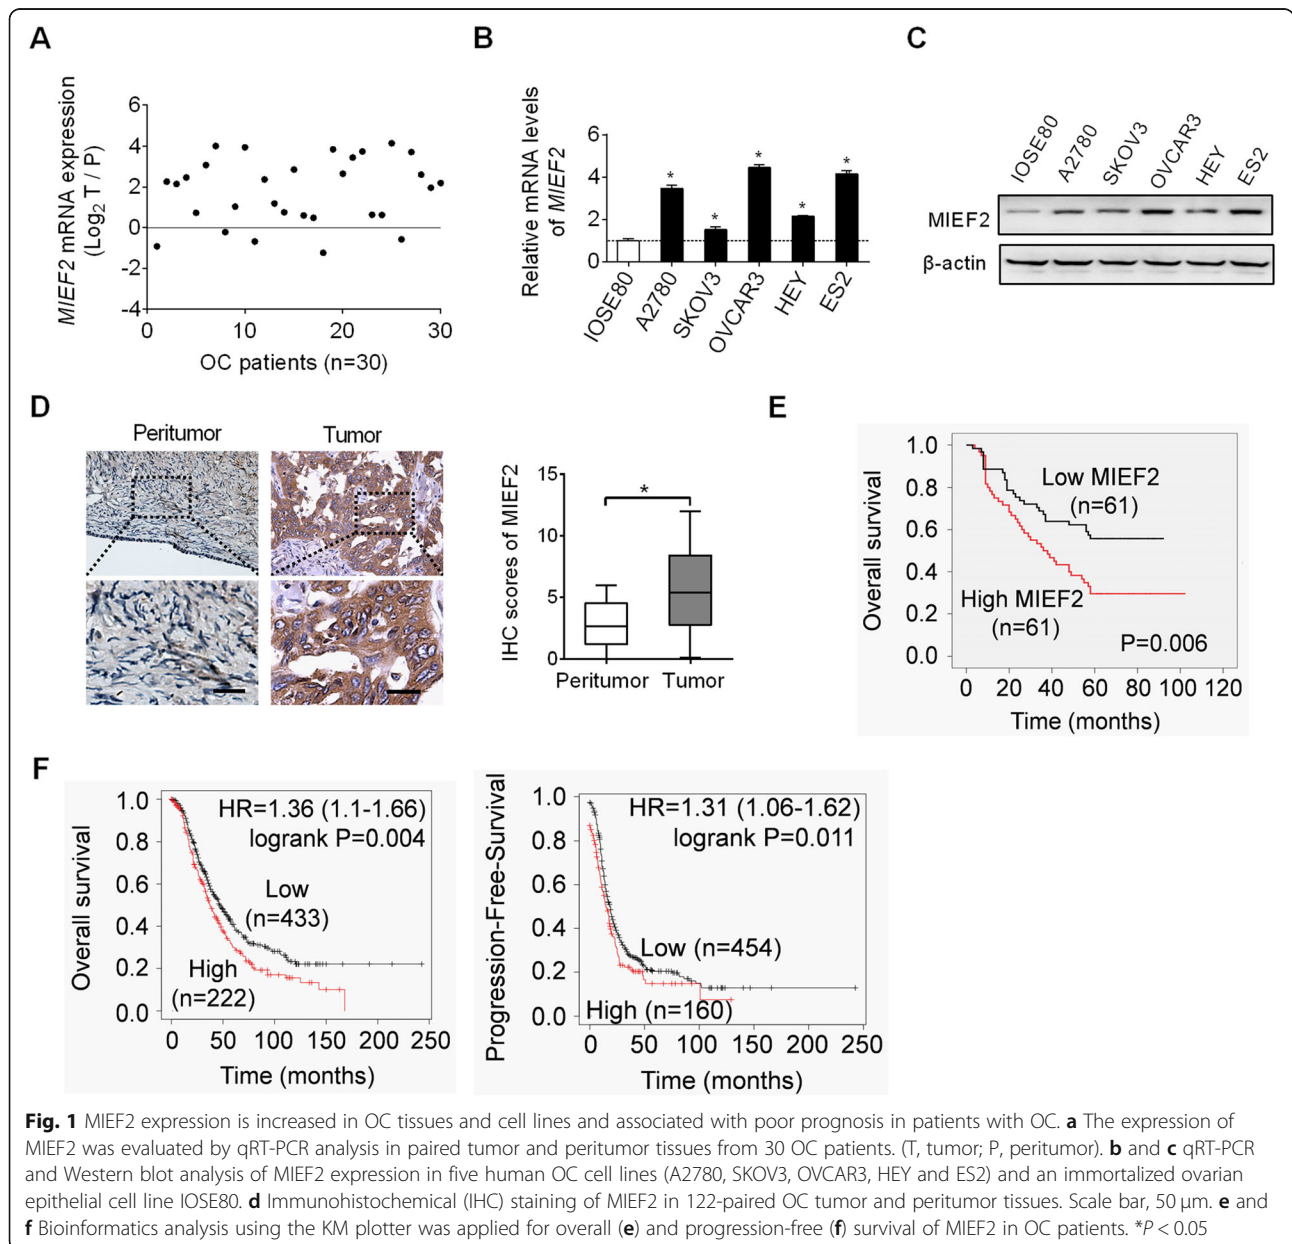 A
MIEF2 mRNA expression
(Log2 T / P)
6
4
2
0
-2
-4
0
10
20
30
OC patients (n=30)
B
Relative mRNA levels
of MIEF2
6
4
2
0
*
*
*
*
*
IOSE80
A2780
SKOV3
OVCAR3
HEY
ES2
C
IOSE80
A2780
SKOV3
OVCAR3
HEY
ES2
MIEF2
β-actin
D
Peritumor
Tumor
IHC scores of MIEF2
15
10
5
0
*
Peritumor
Tumor
E
Overall survival
1.0
0.8
0.6
0.4
0.2
0.0
Low MIEF2
(n=61)
High MIEF2
(n=61)
P=0.006
0 20 40 60 80 100 120
Time (months)
F
Overall survival
1.0
0.8
0.6
0.4
0.2
0.0
HR=1.36 (1.1-1.66)
logrank P=0.004
Low
(n=433)
High
(n=222)
0 50 100 150 200 250
Time (months)
Progression-Free-Survival
1.0
0.8
0.6
0.4
0.2
0.0
HR=1.31 (1.06-1.62)
logrank P=0.011
Low (n=454)
High (n=160)
0 50 100 150 200 250
Time (months)
Fig. 1 MIEF2 expression is increased in OC tissues and cell lines and associated with poor prognosis in patients with OC. a The expression of
MIEF2 was evaluated by qRT-PCR analysis in paired tumor and peritumor tissues from 30 OC patients. (T, tumor; P, peritumor). b and c qRT-PCR
and Western blot analysis of MIEF2 expression in five human OC cell lines (A2780, SKOV3, OVCAR3, HEY and ES2) and an immortalized ovarian
epithelial cell line IOSE80. d Immunohistochemical (IHC) staining of MIEF2 in 122-paired OC tumor and peritumor tissues. Scale bar, 50 μm. e and
f Bioinformatics analysis using the KM plotter was applied for overall (e) and progression-free (f) survival of MIEF2 in OC patients. *P < 0.05